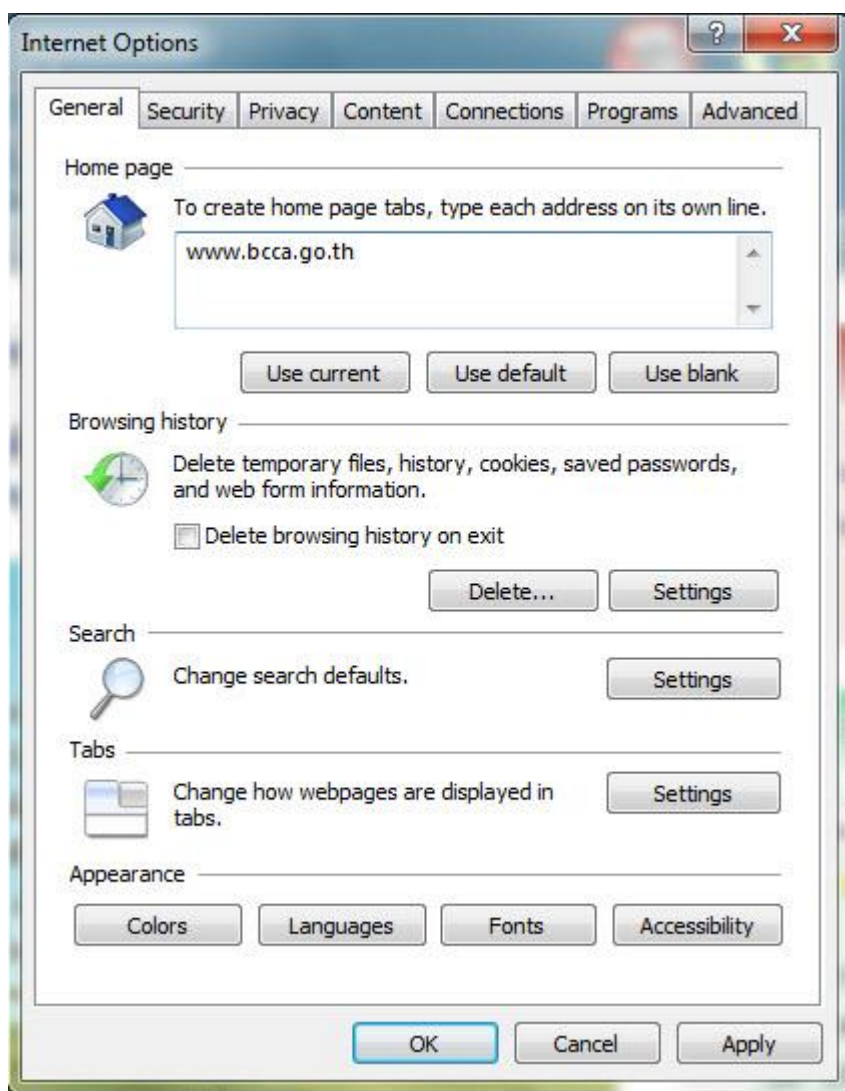 Internet Options
General Security Privacy Content Connections Programs Advanced
Home page
To create home page tabs, type each address on its own line.
www.bcca.go.th
Use current Use default Use blank
Browsing history
Delete temporary files, history, cookies, saved passwords,
and web form information.
Delete browsing history on exit
Delete... Settings
Search
Change search defaults. Settings
Tabs
Change how webpages are displayed in
tabs.
Settings
Appearance
Colors Languages Fonts Accessibility
OK Cancel Apply